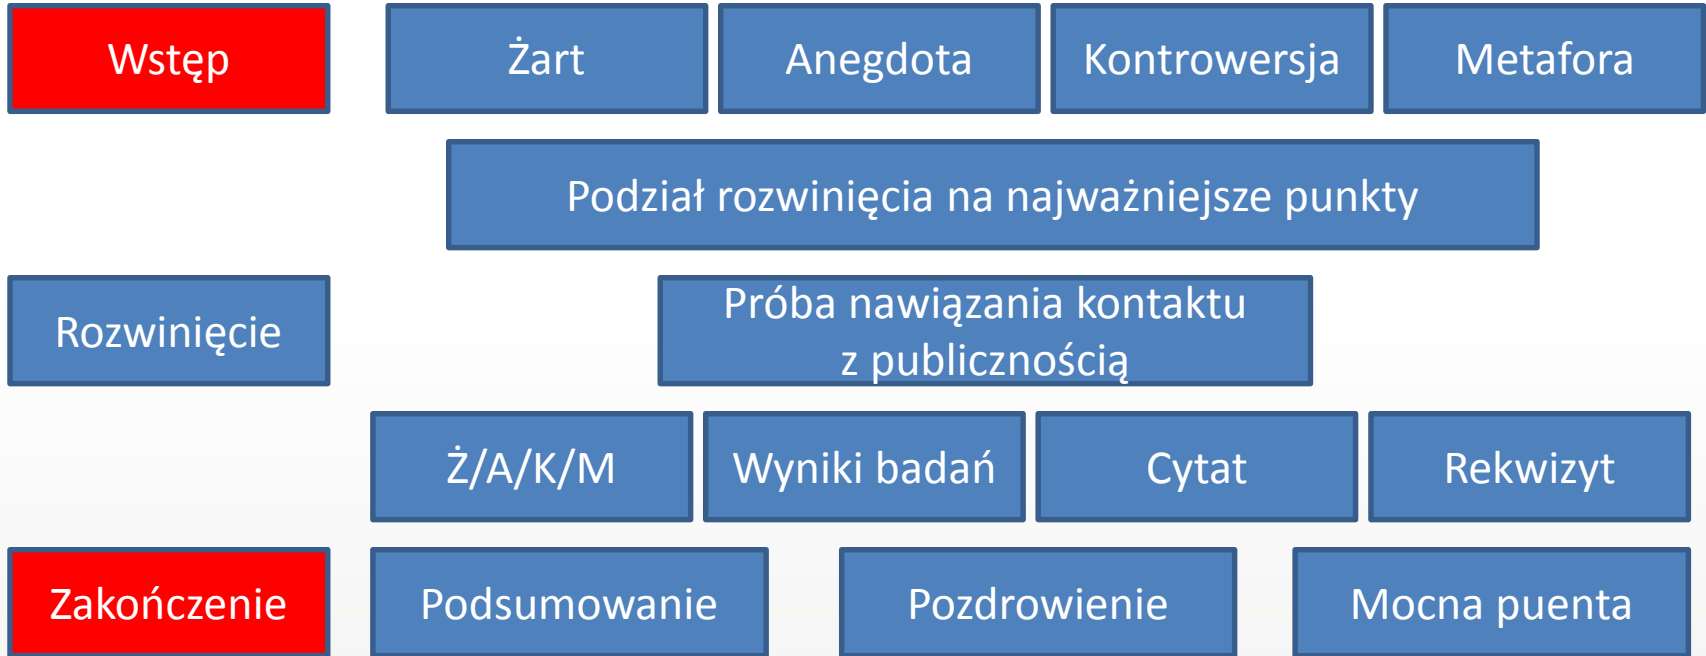 Wstęp
Żart
Anegdota
Kontrowersja
Metafora
Podział rozwinięcia na najważniejsze punkty
Rozwinięcie
Próba nawiązania kontaktu
z publicznością
Ż/A/K/M
Wyniki badań
Cytat
Rekwizyt
Zakończenie
Podsumowanie
Pozdrowienie
Mocna puenta